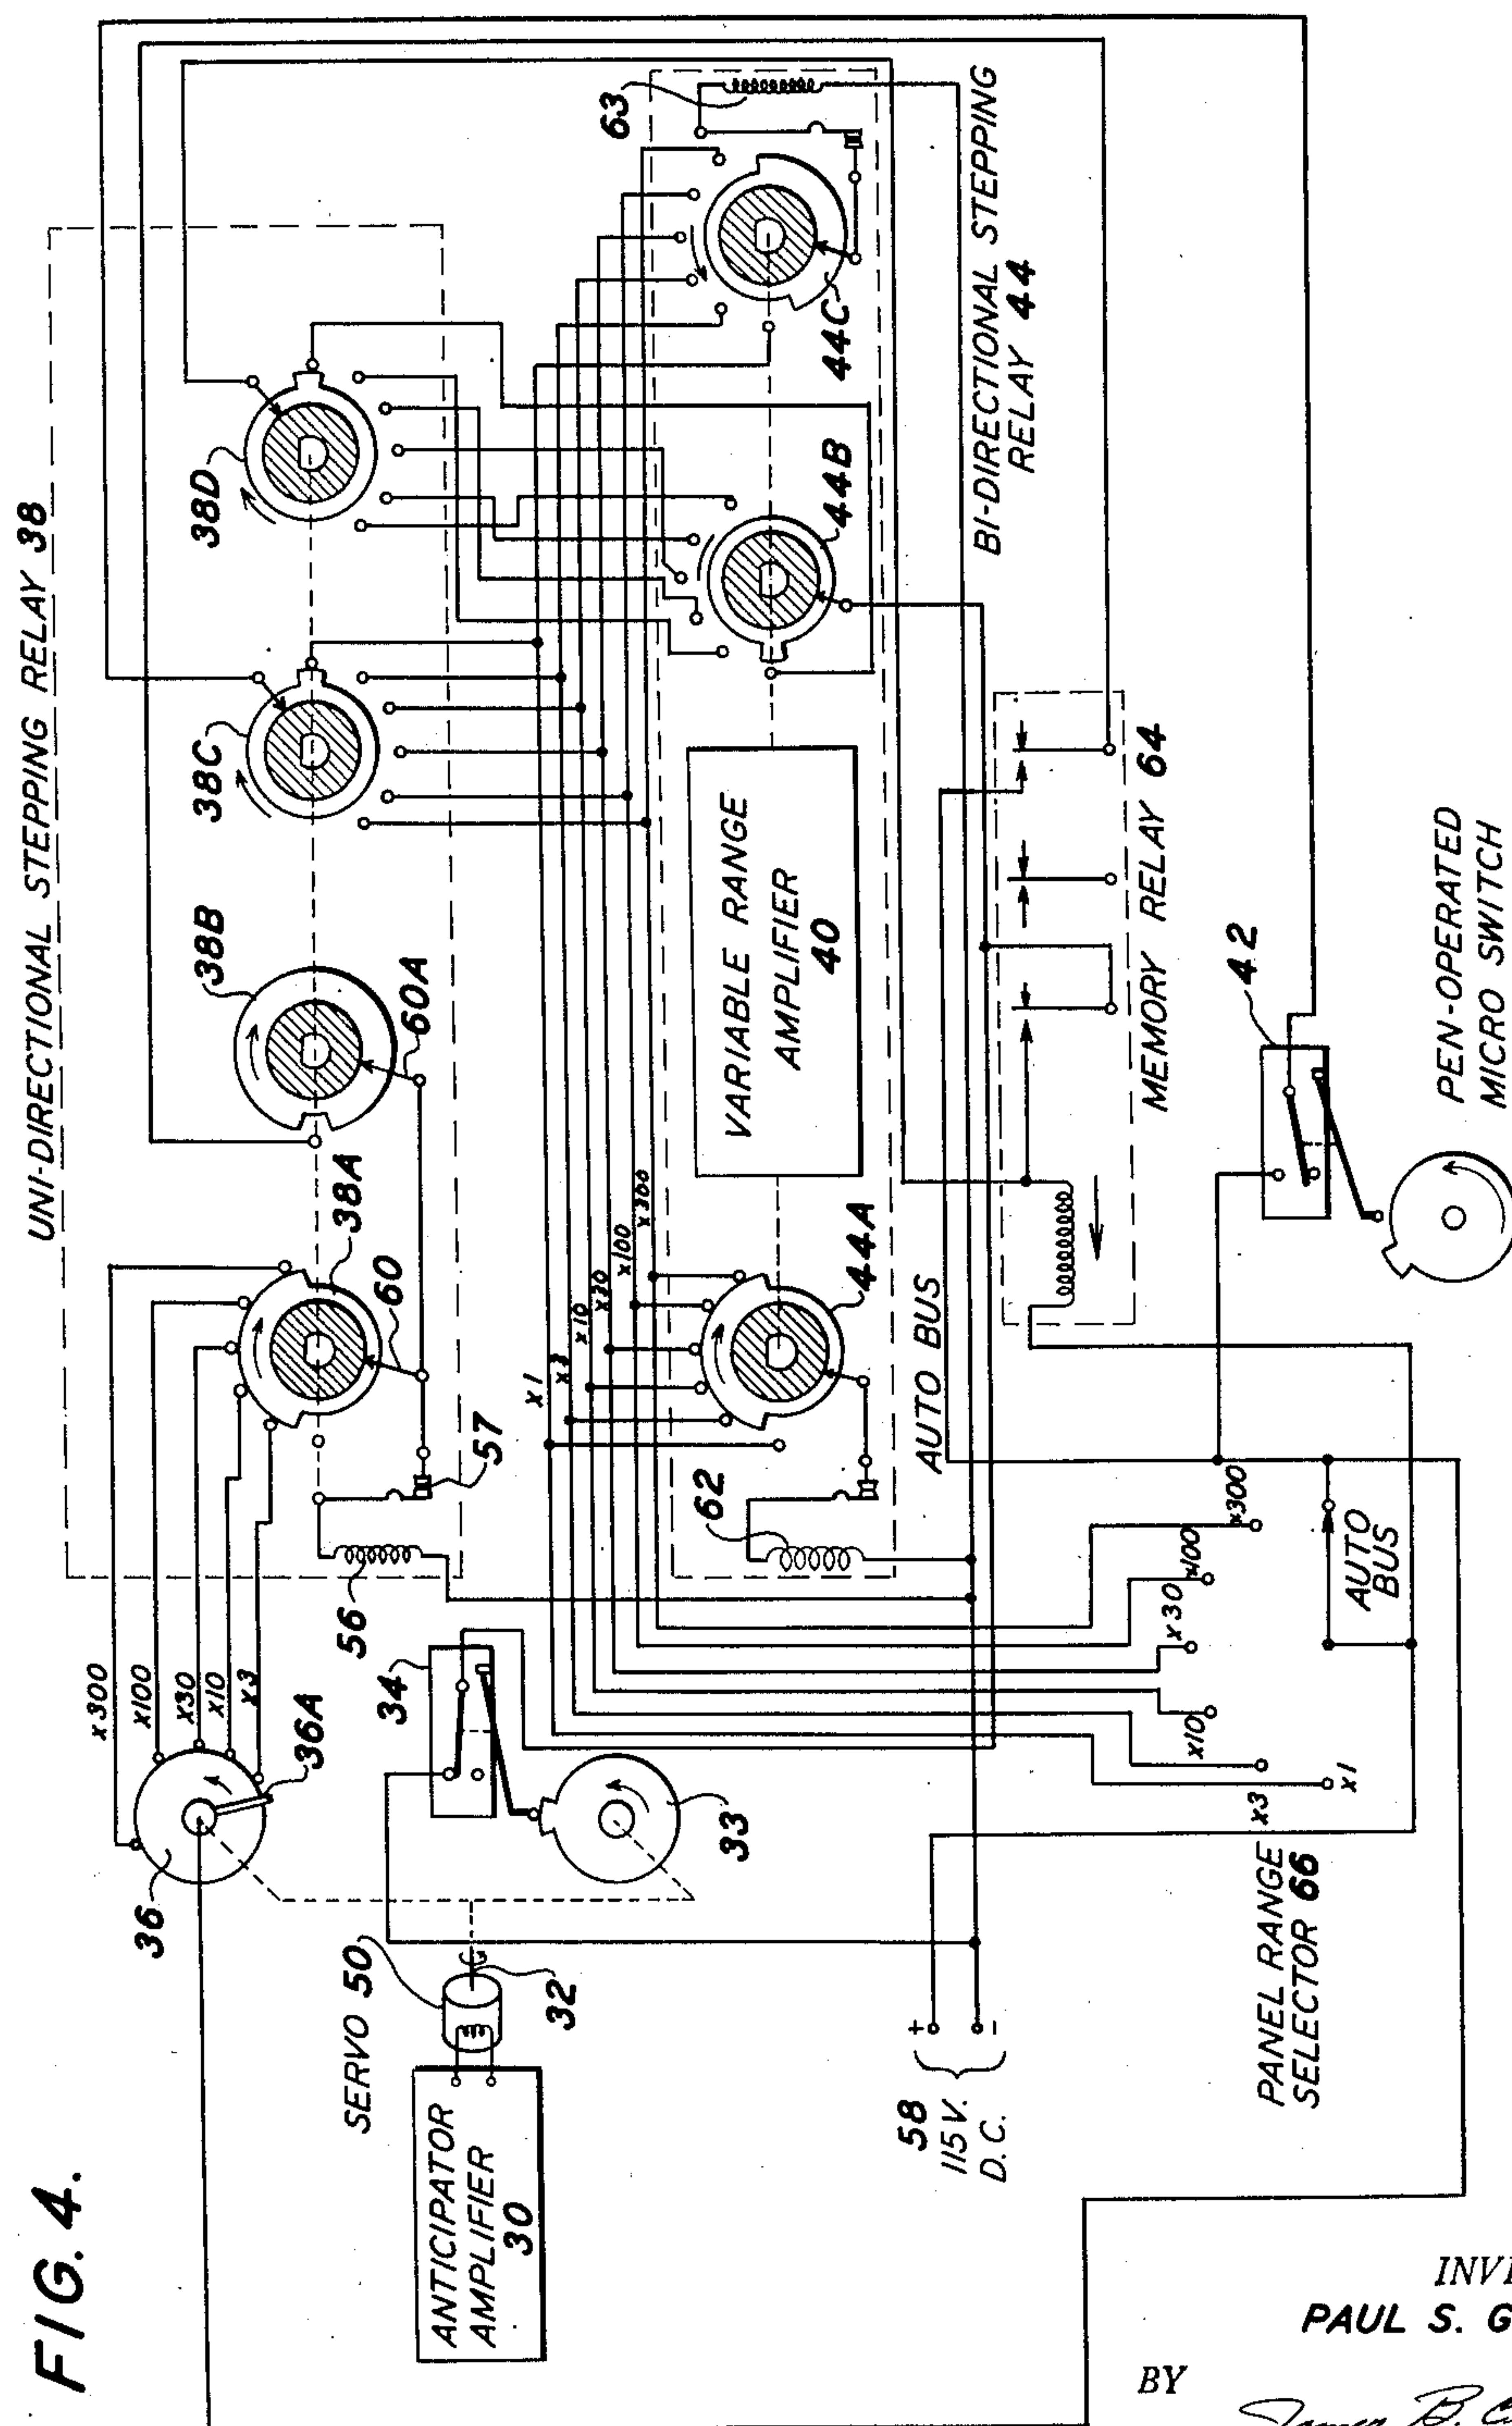 FIG. 4.
UNI-DIRECTIONAL STEPPING RELAY 38
38A
38B
38C
38D
60
60A
57
56
x300
x100
x30
x10
x3
36A
36
34
33
SERVO 50
32
ANTICIPATOR
AMPLIFIER
30
x1
x3
x10
x30
x100
x300
62
44A
VARIABLE RANGE
AMPLIFIER
40
44B
44C
63
BI-DIRECTIONAL STEPPING
RELAY 44
AUTO BUS
MEMORY RELAY 64
58
115 V.
D.C.
+
-
PANEL RANGE
SELECTOR 66
x1
x3
x10
x30
x100
x300
AUTO
BUS
42
PEN-OPERATED
MICRO SWITCH
PAUL S. G
BY
James B.